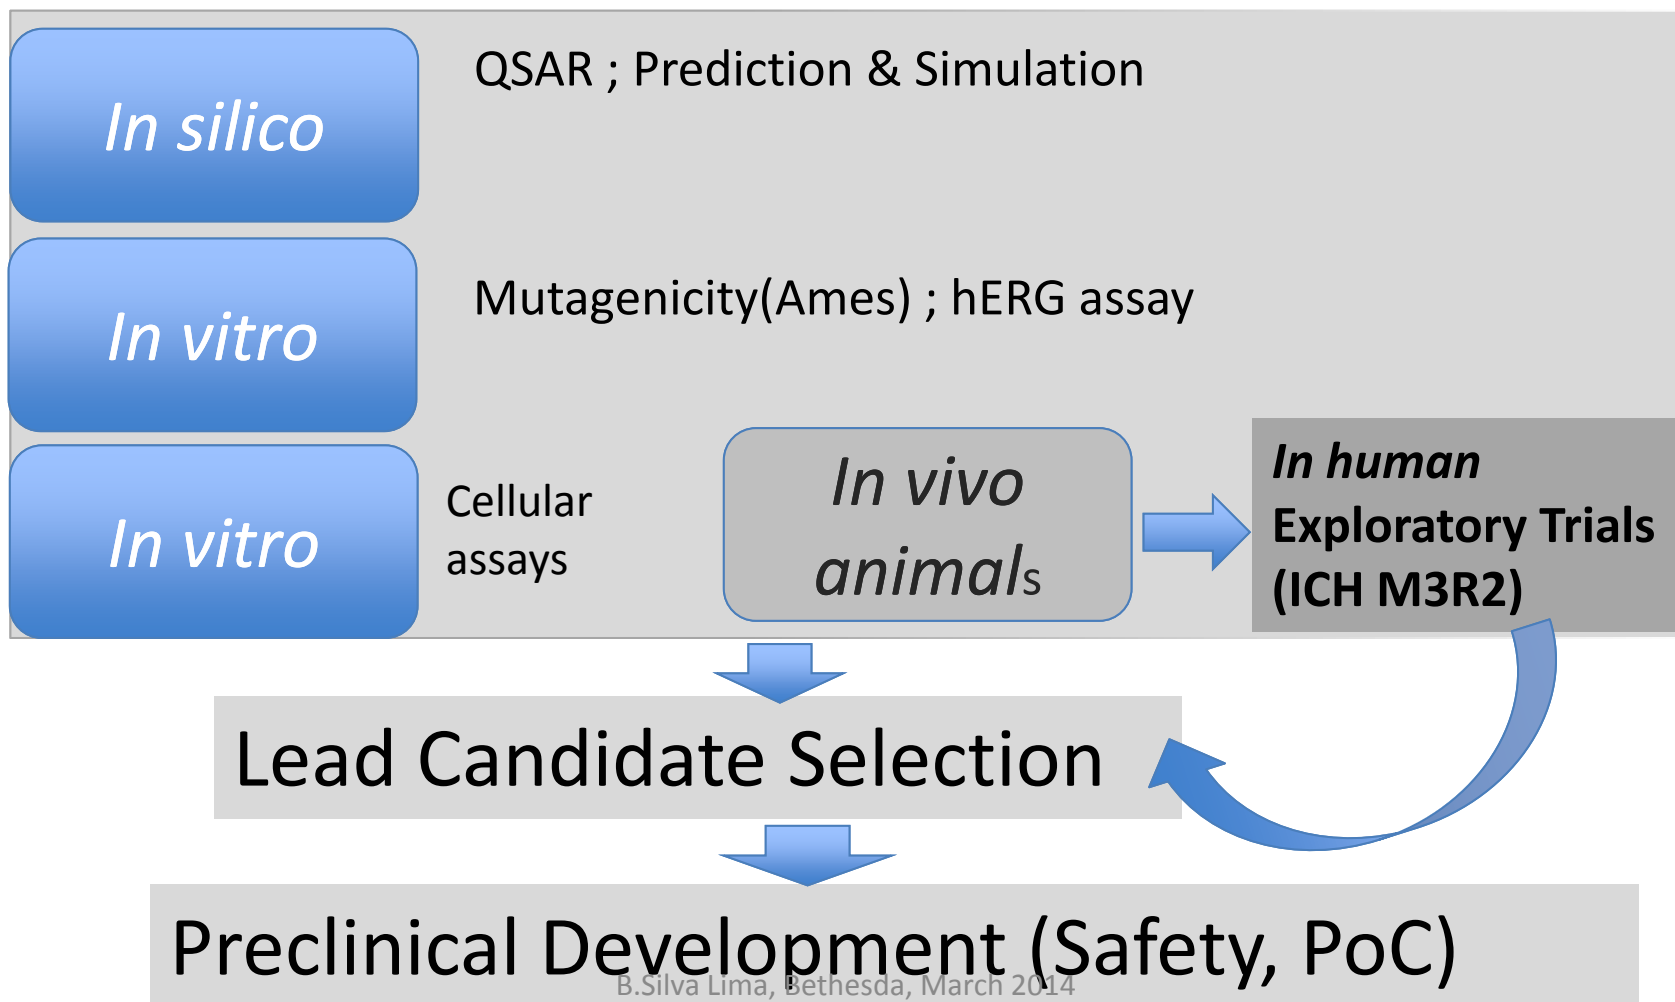 In silico
QSAR ; Prediction & Simulation
In vitro
Mutagenicity(Ames) ; hERG assay
In vitro
Cellular
assays
In vivo
animals
In human
Exploratory Trials
(ICH M3R2)
Lead Candidate Selection
Preclinical Development (Safety, PoC)
B.Silva Lima, Bethesda, March 2014